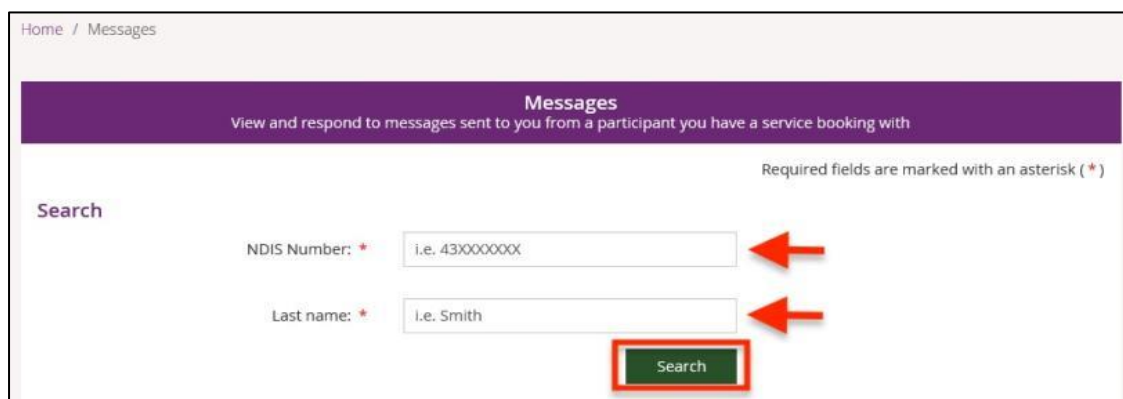 Home / Messages
Messages
View and respond to messages sent to you from a participant you have a service booking with
Required fields are marked with an asterisk (*)
Search
NDIS Number: * i.e. 43XXXXXXX
Last name: * i.e. Smith
Search